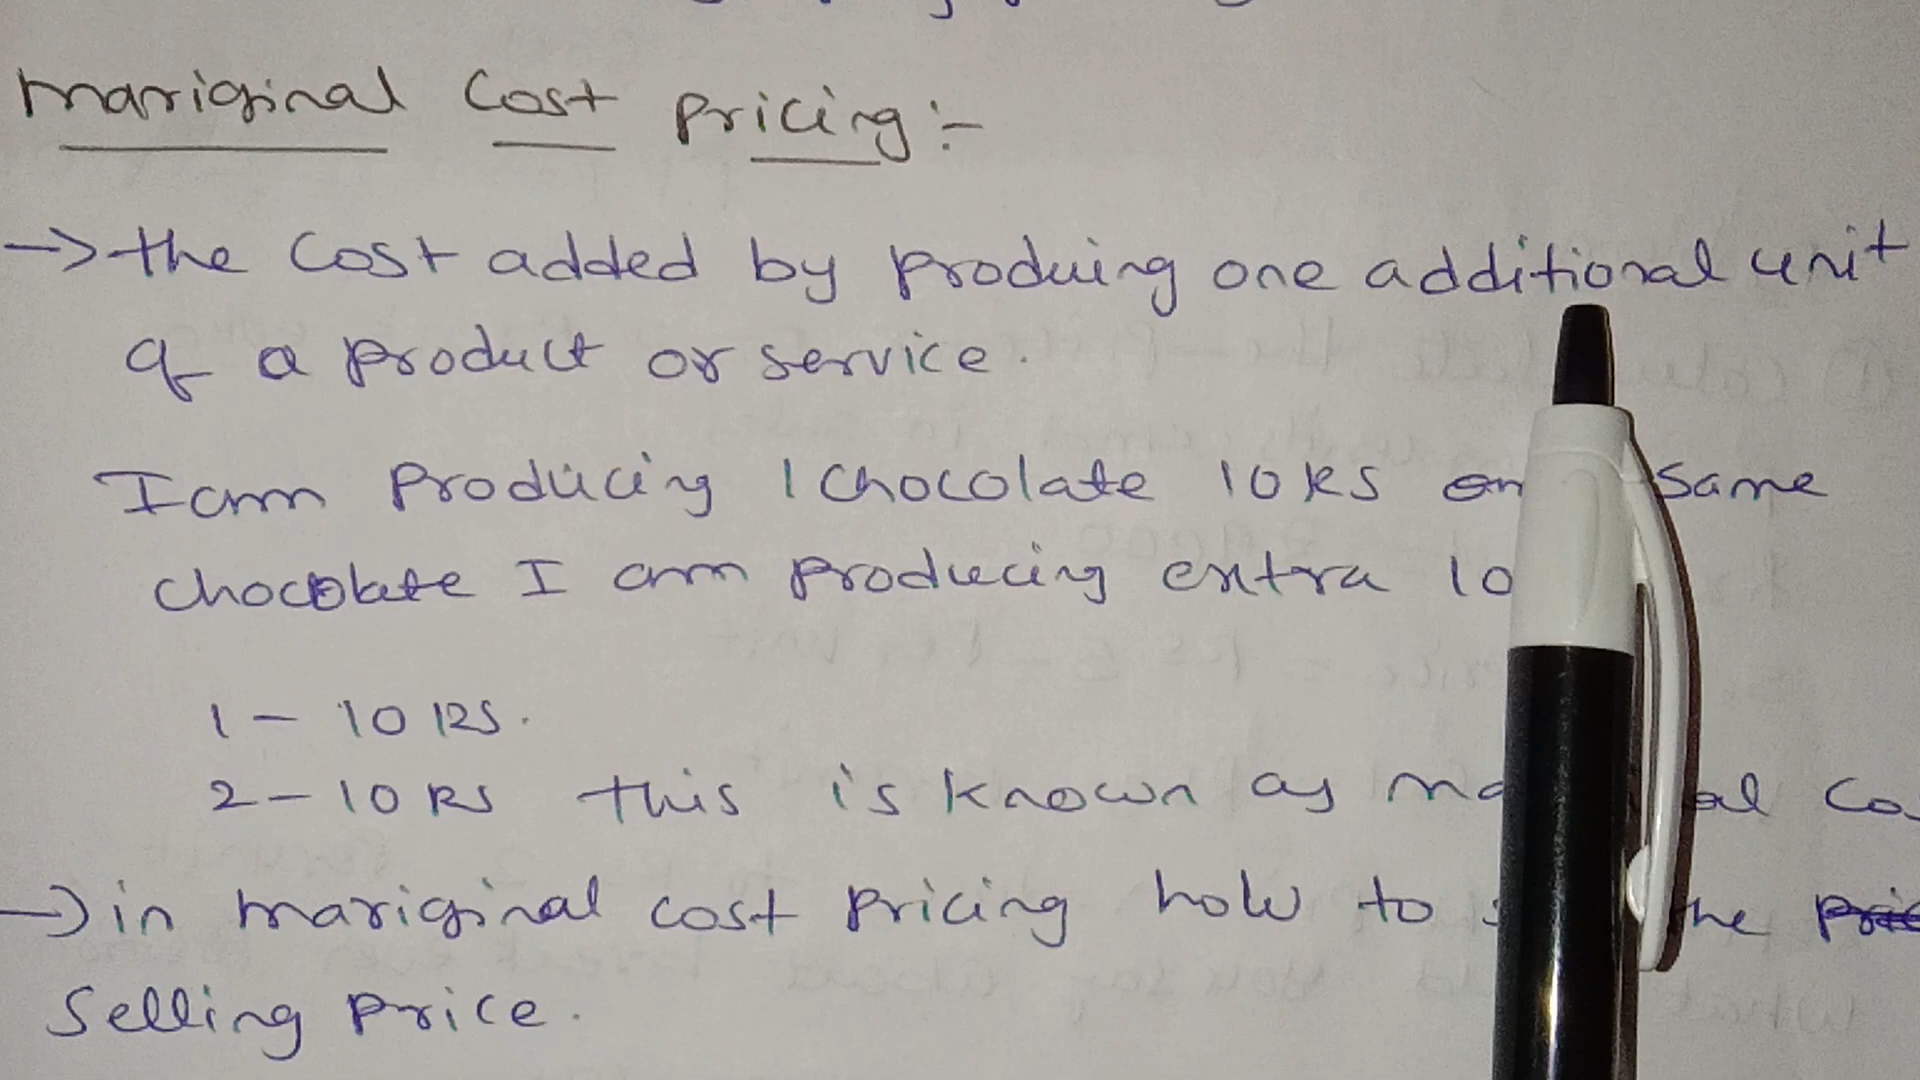 mariginal Cost pricing:-
→ the cost added by produing one additional unit
of a product or service.
I am producing 1 chocolate 10 RS on same
chocolate I am producing extra 10
1 - 10 RS.
2 - 10 RS this is known as
→ in mariginal cost pricing how to the
selling price.